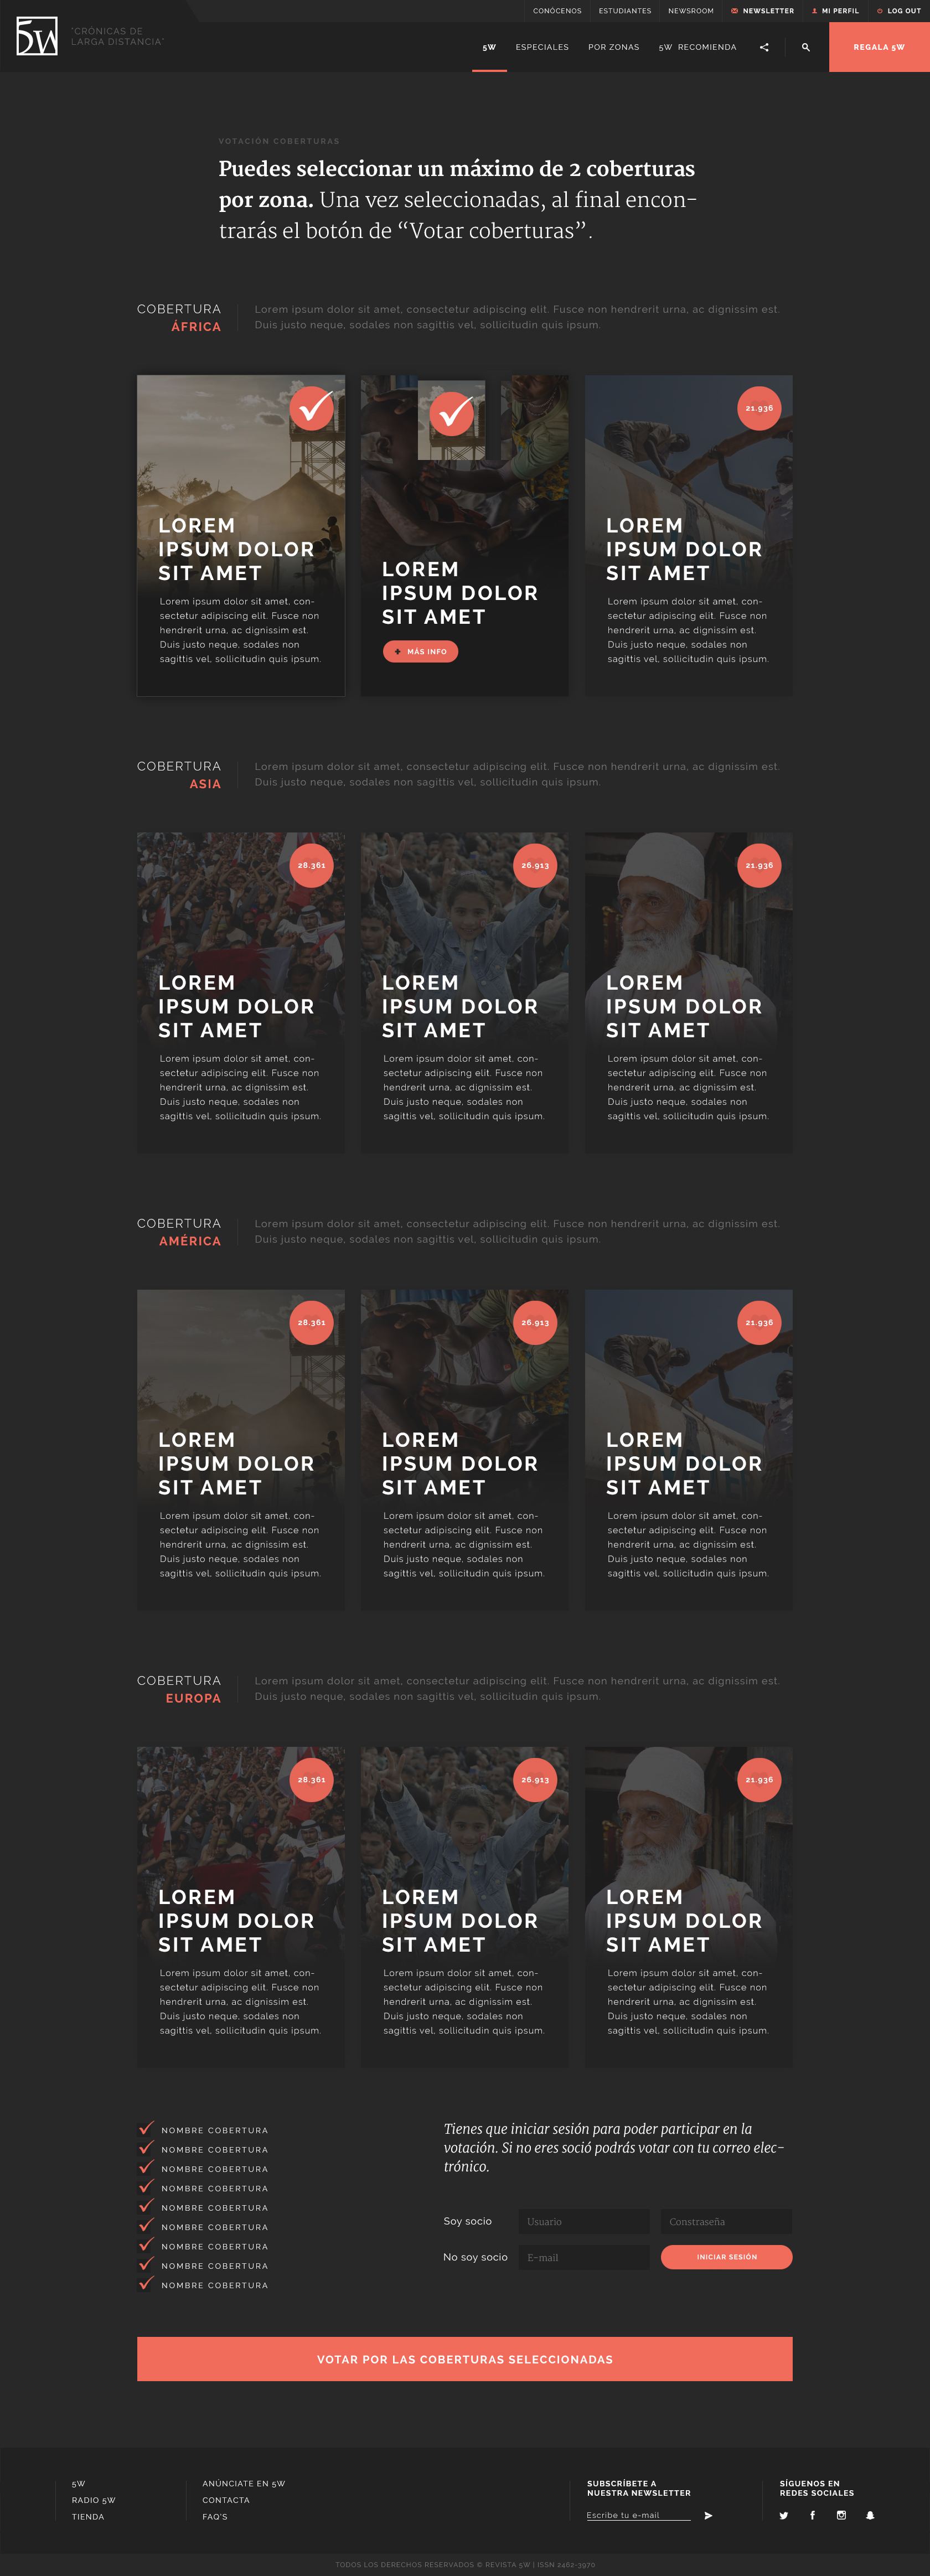 CONÓCENOS
ESTUDIANTES
NEWSROOM
NEWSLETTER
MI PERFIL
LOG OUT
5W
"CRÓNICAS DE
LARGA DISTANCIA"
5W
ESPECIALES
POR ZONAS
5W RECOMIENDA
REGALA 5W
VOTACIÓN COBERTURAS
Puedes seleccionar un máximo de 2 coberturas
por zona. Una vez seleccionadas, al final encon-
trarás el botón de “Votar coberturas”.
COBERTURA
ÁFRICA
Lorem ipsum dolor sit amet, consectetur adipiscing elit. Fusce non hendrerit urna, ac dignissim est.
Duis justo neque, sodales non sagittis vel, sollicitudin quis ipsum.
LOREM
IPSUM DOLOR
SIT AMET
Lorem ipsum dolor sit amet, con-
sectetur adipiscing elit. Fusce non
hendrerit urna, ac dignissim est.
Duis justo neque, sodales non
sagittis vel, sollicitudin quis ipsum.
LOREM
IPSUM DOLOR
SIT AMET
MÁS INFO
21.936
LOREM
IPSUM DOLOR
SIT AMET
Lorem ipsum dolor sit amet, con-
sectetur adipiscing elit. Fusce non
hendrerit urna, ac dignissim est.
Duis justo neque, sodales non
sagittis vel, sollicitudin quis ipsum.
COBERTURA
ASIA
Lorem ipsum dolor sit amet, consectetur adipiscing elit. Fusce non hendrerit urna, ac dignissim est.
Duis justo neque, sodales non sagittis vel, sollicitudin quis ipsum.
28.361
LOREM
IPSUM DOLOR
SIT AMET
Lorem ipsum dolor sit amet, con-
sectetur adipiscing elit. Fusce non
hendrerit urna, ac dignissim est.
Duis justo neque, sodales non
sagittis vel, sollicitudin quis ipsum.
26.913
LOREM
IPSUM DOLOR
SIT AMET
Lorem ipsum dolor sit amet, con-
sectetur adipiscing elit. Fusce non
hendrerit urna, ac dignissim est.
Duis justo neque, sodales non
sagittis vel, sollicitudin quis ipsum.
21.936
LOREM
IPSUM DOLOR
SIT AMET
Lorem ipsum dolor sit amet, con-
sectetur adipiscing elit. Fusce non
hendrerit urna, ac dignissim est.
Duis justo neque, sodales non
sagittis vel, sollicitudin quis ipsum.
COBERTURA
AMÉRICA
Lorem ipsum dolor sit amet, consectetur adipiscing elit. Fusce non hendrerit urna, ac dignissim est.
Duis justo neque, sodales non sagittis vel, sollicitudin quis ipsum.
28.361
LOREM
IPSUM DOLOR
SIT AMET
Lorem ipsum dolor sit amet, con-
sectetur adipiscing elit. Fusce non
hendrerit urna, ac dignissim est.
Duis justo neque, sodales non
sagittis vel, sollicitudin quis ipsum.
26.913
LOREM
IPSUM DOLOR
SIT AMET
Lorem ipsum dolor sit amet, con-
sectetur adipiscing elit. Fusce non
hendrerit urna, ac dignissim est.
Duis justo neque, sodales non
sagittis vel, sollicitudin quis ipsum.
21.936
LOREM
IPSUM DOLOR
SIT AMET
Lorem ipsum dolor sit amet, con-
sectetur adipiscing elit. Fusce non
hendrerit urna, ac dignissim est.
Duis justo neque, sodales non
sagittis vel, sollicitudin quis ipsum.
COBERTURA
EUROPA
Lorem ipsum dolor sit amet, consectetur adipiscing elit. Fusce non hendrerit urna, ac dignissim est.
Duis justo neque, sodales non sagittis vel, sollicitudin quis ipsum.
28.361
LOREM
IPSUM DOLOR
SIT AMET
Lorem ipsum dolor sit amet, con-
sectetur adipiscing elit. Fusce non
hendrerit urna, ac dignissim est.
Duis justo neque, sodales non
sagittis vel, sollicitudin quis ipsum.
26.913
LOREM
IPSUM DOLOR
SIT AMET
Lorem ipsum dolor sit amet, con-
sectetur adipiscing elit. Fusce non
hendrerit urna, ac dignissim est.
Duis justo neque, sodales non
sagittis vel, sollicitudin quis ipsum.
21.936
LOREM
IPSUM DOLOR
SIT AMET
Lorem ipsum dolor sit amet, con-
sectetur adipiscing elit. Fusce non
hendrerit urna, ac dignissim est.
Duis justo neque, sodales non
sagittis vel, sollicitudin quis ipsum.
NOMBRE COBERTURA
NOMBRE COBERTURA
NOMBRE COBERTURA
NOMBRE COBERTURA
NOMBRE COBERTURA
NOMBRE COBERTURA
NOMBRE COBERTURA
NOMBRE COBERTURA
NOMBRE COBERTURA
Tienes que iniciar sesión para poder participar en la
votación. Si no eres soció podrás votar con tu correo elec-
trónico.
Soy socio
Usuario
Constraseña
No soy socio
E-mail
INICIAR SESIÓN
VOTAR POR LAS COBERTURAS SELECCIONADAS
5W
RADIO 5W
TIENDA
ANÚNCIATE EN 5W
CONTACTA
FAQ'S
SUBSCRÍBETE A
NUESTRA NEWSLETTER
Escribe tu e-mail
SÍGUENOS EN
REDES SOCIALES
TODOS LOS DERECHOS RESERVADOS © REVISTA 5W | ISSN 2462-3970